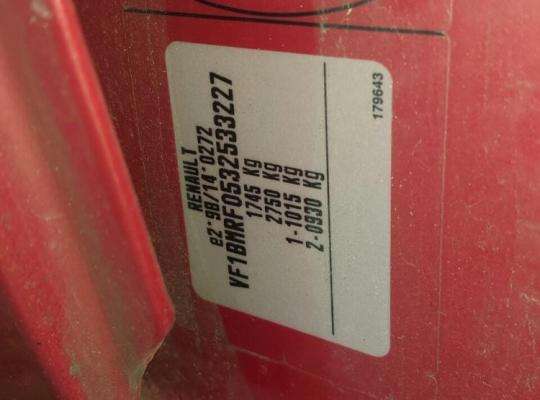 RENAULT
e2*98/14*0272
VF1BMRF0532533227
1745 Kg
2750 Kg
1-1015 Kg
2-0930 Kg
179643